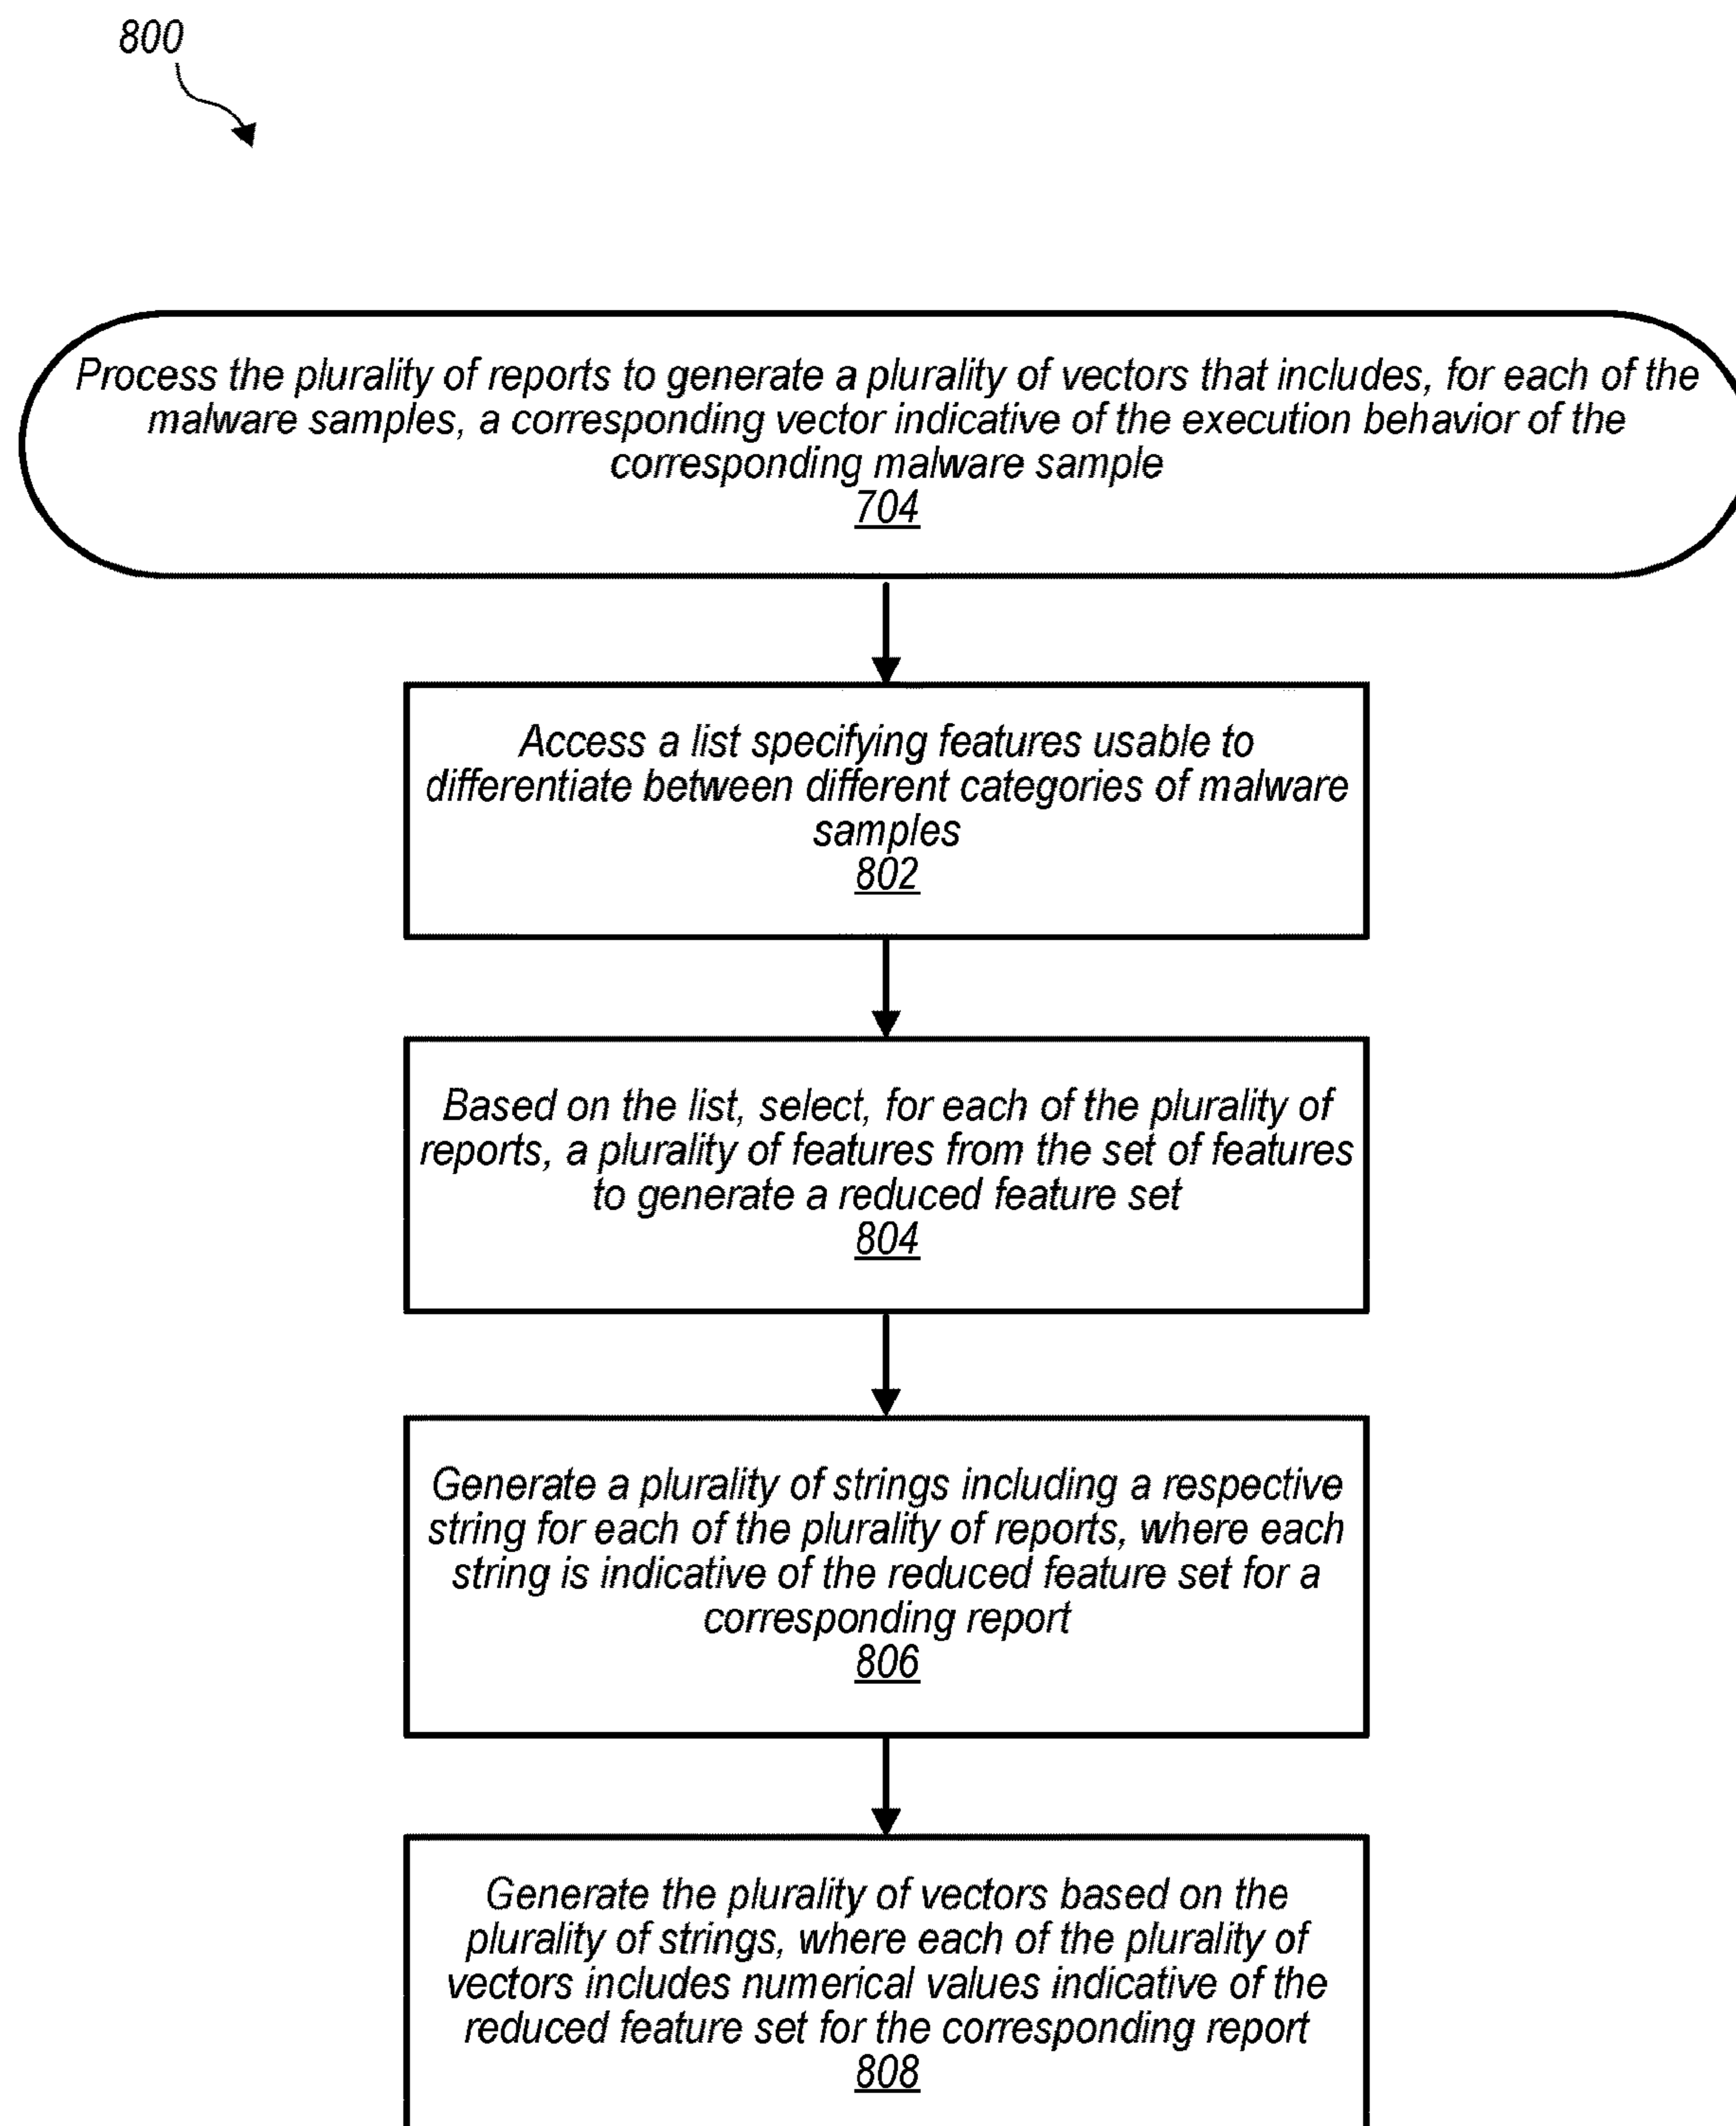 800
Process the plurality of reports to generate a plurality of vectors that includes, for each of the
malware samples, a corresponding vector indicative of the execution behavior of the
corresponding malware sample
704
Access a list specifying features usable to
differentiate between different categories of malware
samples
802
Based on the list, select, for each of the plurality of
reports, a plurality of features from the set of features
to generate a reduced feature set
804
Generate a plurality of strings including a respective
string for each of the plurality of reports, where each
string is indicative of the reduced feature set for a
corresponding report
806
Generate the plurality of vectors based on the
plurality of strings, where each of the plurality of
vectors includes numerical values indicative of the
reduced feature set for the corresponding report
808